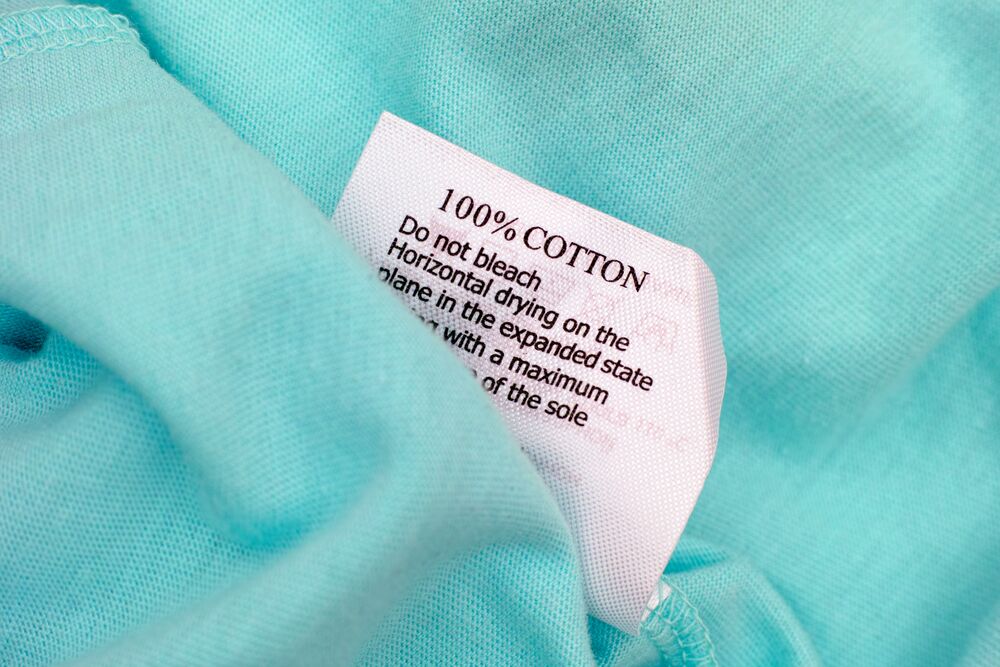 100% COTTON
Do not bleach
Horizontal drying on the
plane in the expanded state
with a maximum
of the sole